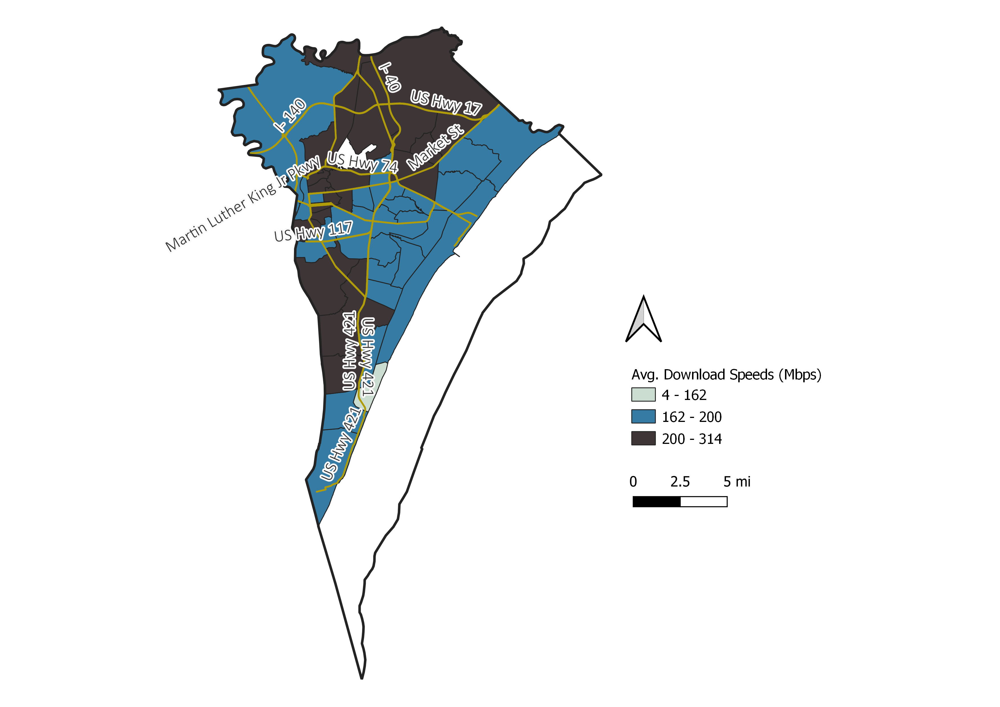 I- 40
US Hwy 17
I- 140
Market St
US Hwy 74
Martin Luther King Jr Pkwy
US Hwy 117
US Hwy 421
US Hwy 421
US Hwy 421
Avg. Download Speeds (Mbps)
4 - 162
162 - 200
200 - 314
0 2.5 5 mi